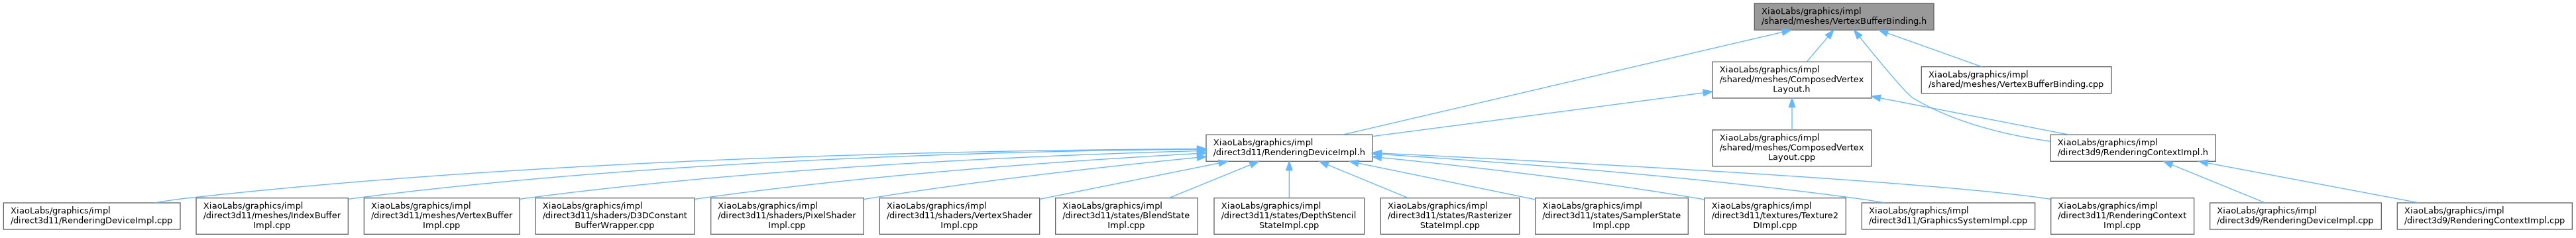 XiaoLabs/graphics/impl
/shared/meshes/VertexBufferBinding.h
XiaoLabs/graphics/impl
/shared/meshes/ComposedVertex
Layout.h
XiaoLabs/graphics/impl
/shared/meshes/VertexBufferBinding.cpp
XiaoLabs/graphics/impl
/direct3d11/RenderingDeviceImpl.h
XiaoLabs/graphics/impl
/shared/meshes/ComposedVertex
Layout.cpp
XiaoLabs/graphics/impl
/direct3d9/RenderingContextImpl.h
XiaoLabs/graphics/impl
/direct3d11/RenderingDeviceImpl.cpp
XiaoLabs/graphics/impl
/direct3d11/meshes/IndexBuffer
Impl.cpp
XiaoLabs/graphics/impl
/direct3d11/meshes/VertexBuffer
Impl.cpp
XiaoLabs/graphics/impl
/direct3d11/shaders/D3DConstant
BufferWrapper.cpp
XiaoLabs/graphics/impl
/direct3d11/shaders/PixelShader
Impl.cpp
XiaoLabs/graphics/impl
/direct3d11/shaders/VertexShader
Impl.cpp
XiaoLabs/graphics/impl
/direct3d11/states/BlendState
Impl.cpp
XiaoLabs/graphics/impl
/direct3d11/states/DepthStencil
StateImpl.cpp
XiaoLabs/graphics/impl
/direct3d11/states/Rasterizer
StateImpl.cpp
XiaoLabs/graphics/impl
/direct3d11/states/SamplerState
Impl.cpp
XiaoLabs/graphics/impl
/direct3d11/textures/Texture2
DImpl.cpp
XiaoLabs/graphics/impl
/direct3d11/GraphicsSystemImpl.cpp
XiaoLabs/graphics/impl
/direct3d11/RenderingContext
Impl.cpp
XiaoLabs/graphics/impl
/direct3d9/RenderingDeviceImpl.cpp
XiaoLabs/graphics/impl
/direct3d9/RenderingContextImpl.cpp